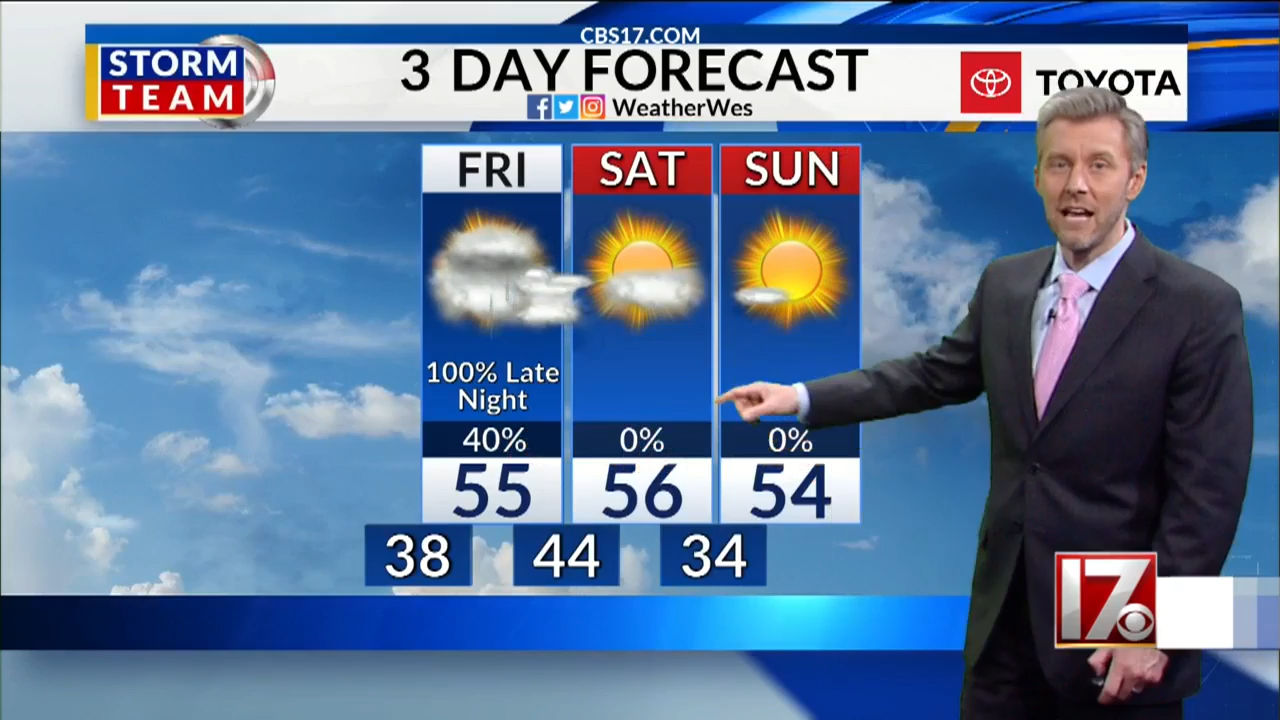 CBS17.COM
STORM
TEAM
3 DAY FORECAST
WeatherWes
TOYOTA
FRI
SAT
SUN
100% Late
Night
40%
0%
0%
55
56
54
38
44
34
17